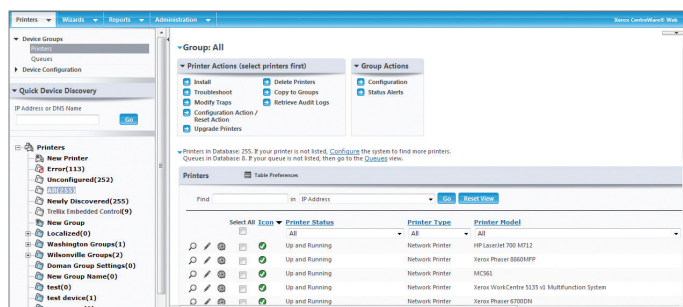 Printers Wizards Reports Administration Xerox CentreWare® Web
Device Groups
Printers
Queues
Device Configuration
Quick Device Discovery
IP Address or DNS Name
Go
Printers
New Printer
Error(113)
Unconfigured(252)
All(255)
Newly Discovered(255)
Trellix Embedded Control(9)
New Group
Localized(0)
Washington Groups(1)
Wilsonville Groups(2)
Doman Group Settings(0)
New Group Name(0)
test(0)
test device(1)
Group: All
Printer Actions (select printers first)
Install
Troubleshoot
Modify Traps
Configuration Action /
Reset Action
Upgrade Printers
Delete Printers
Copy to Groups
Retrieve Audit Logs
Group Actions
Configuration
Status Alerts
Printers in Database: 255. If your printer is not listed, Configure the system to find more printers.
Queues in Database: 8. If your queue is not listed, then go to the Queues view.
Printers Table Preferences
Find in IP Address Go Reset View
Select All Icon Printer Status Printer Type Printer Model
All All All
Up and Running Network Printer HP LaserJet 700 M712
Up and Running Network Printer Xerox Phaser 8860MFP
Up and Running Network Printer MC561
Up and Running Network Printer Xerox WorkCentre 5135 v1 Multifunction System
Up and Running Network Printer Xerox Phaser 6700DN